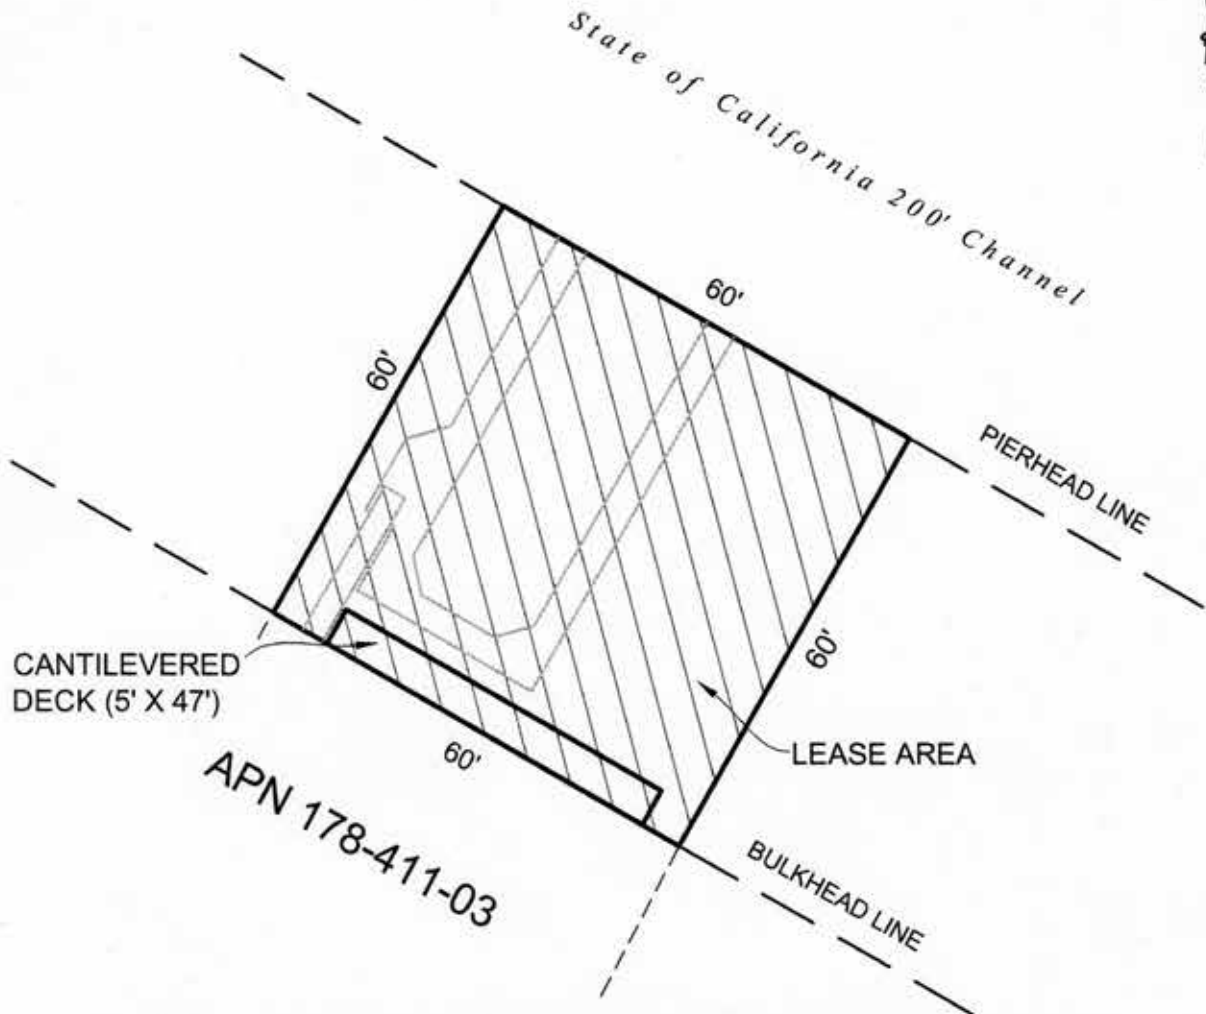 State of California 200' Channel
60'
60'
PIERHEAD LINE
60'
CANTILEVERED
DECK (5' X 47')
LEASE AREA
60'
APN 178-411-03
BULKHEAD LINE